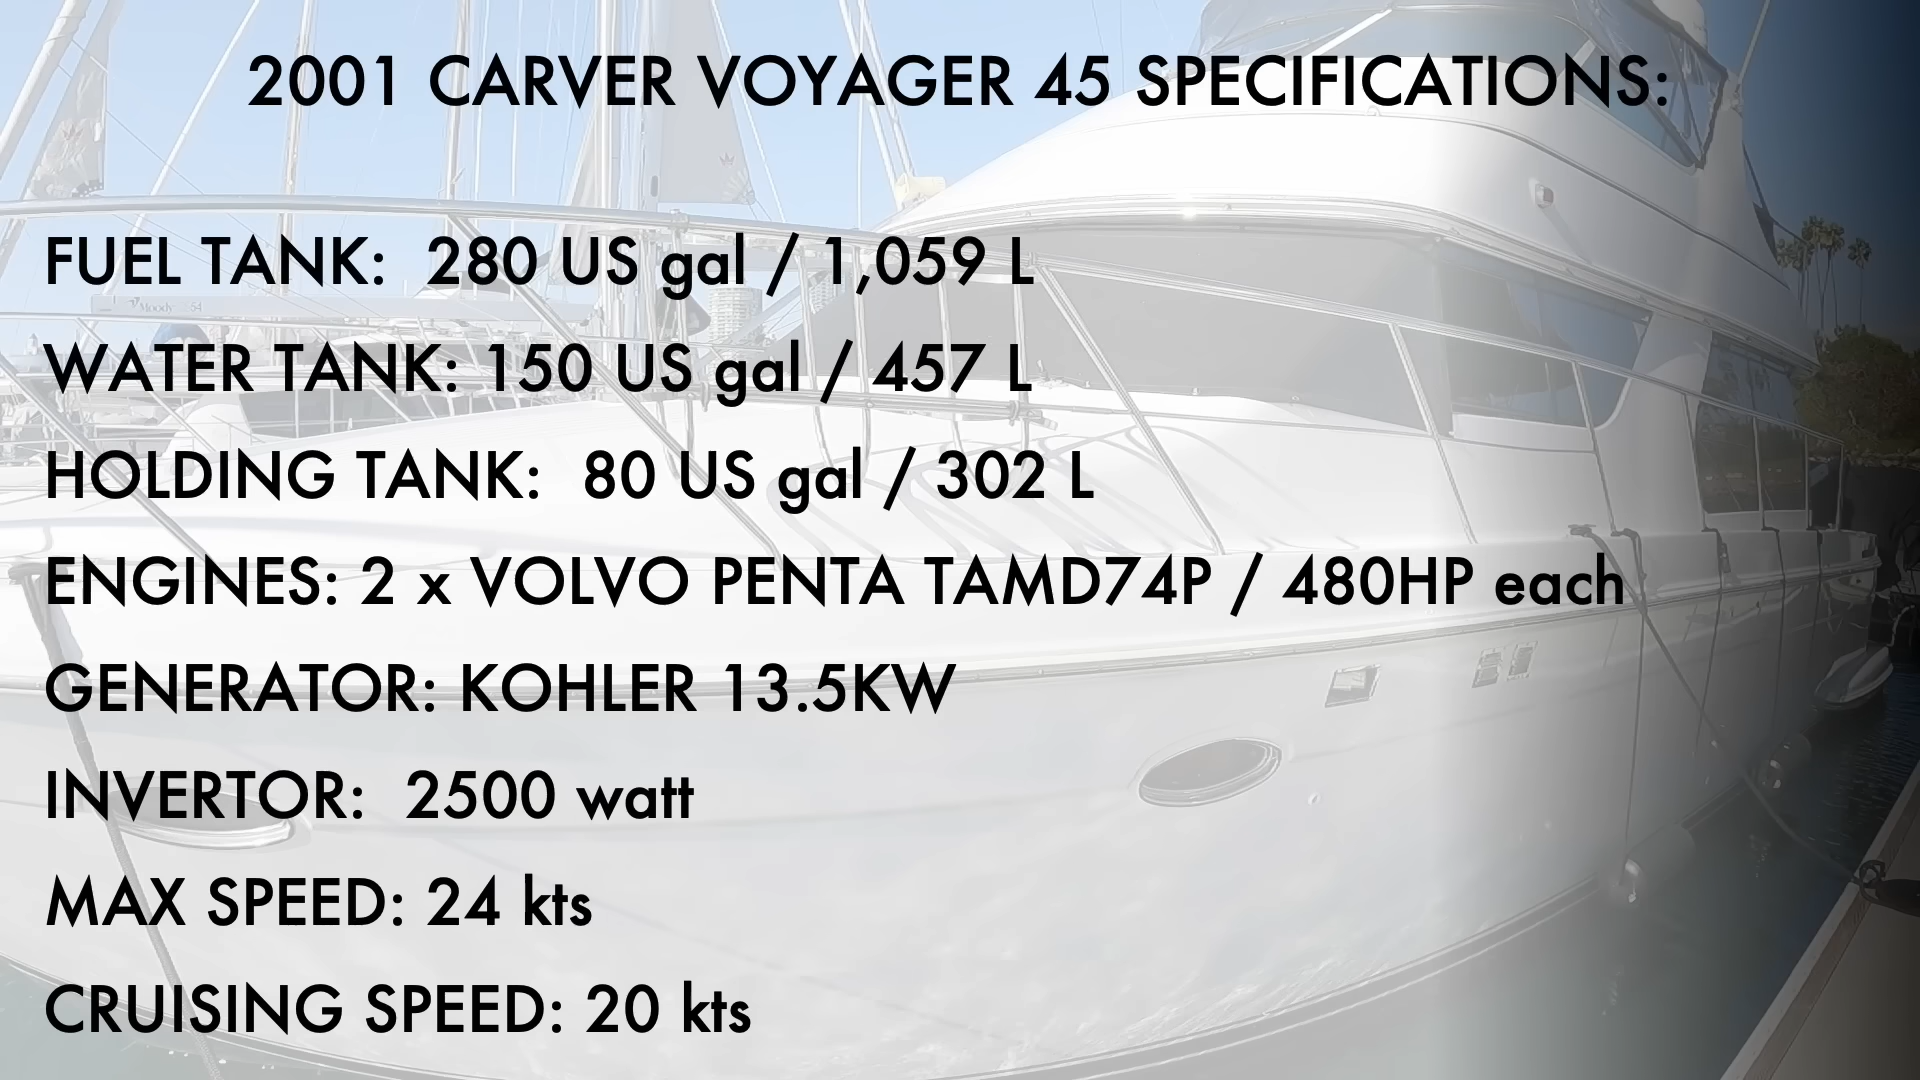 2001 CARVER VOYAGER 45 SPECIFICATIONS:
FUEL TANK: 280 US gal / 1,059 L
Moody 54
WATER TANK: 150 US gal / 457 L
HOLDING TANK: 80 US gal / 302 L
ENGINES: 2 x VOLVO PENTA TAMD74P / 480HP each
GENERATOR: KOHLER 13.5KW
INVERTOR: 2500 watt
MAX SPEED: 24 kts
CRUISING SPEED: 20 kts